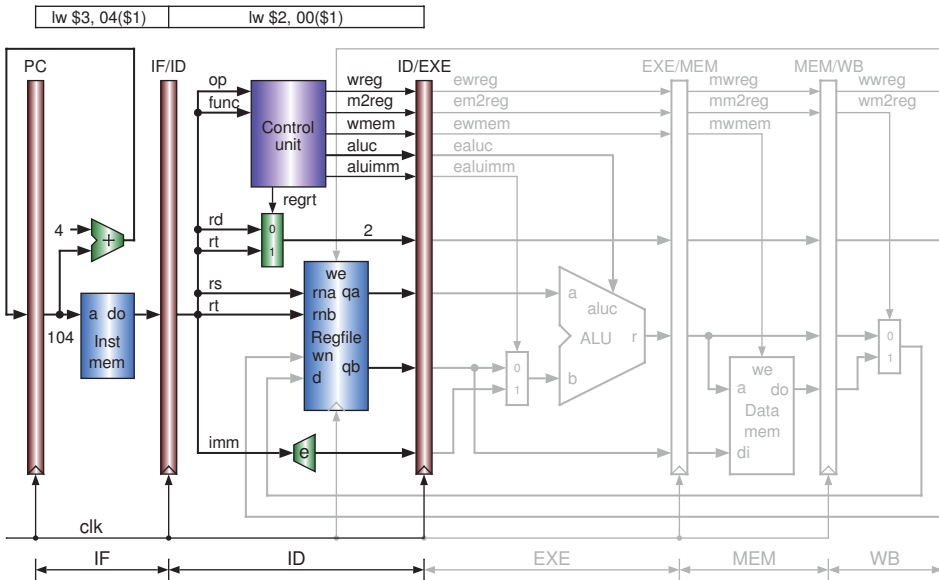 lw $3, 04($1)
lw $2, 00($1)
PC
IF/ID
ID/EXE
EXE/MEM
MEM/WB
op
func
Control
unit
wreg
m2reg
wmem
aluc
aluimm
regrt
ewreg
em2reg
ewmem
ealuc
ealuimm
mwreg
mm2reg
mwmem
wwreg
wm2reg
4
+
rd
rt
0
1
2
rs
rt
we
rna
qa
rnb
Regfile
wn
qb
d
104
a
do
Inst
mem
imm
e
0
1
a
aluc
ALU
r
b
we
a
do
Data
mem
di
0
1
clk
IF
ID
EXE
MEM
WB